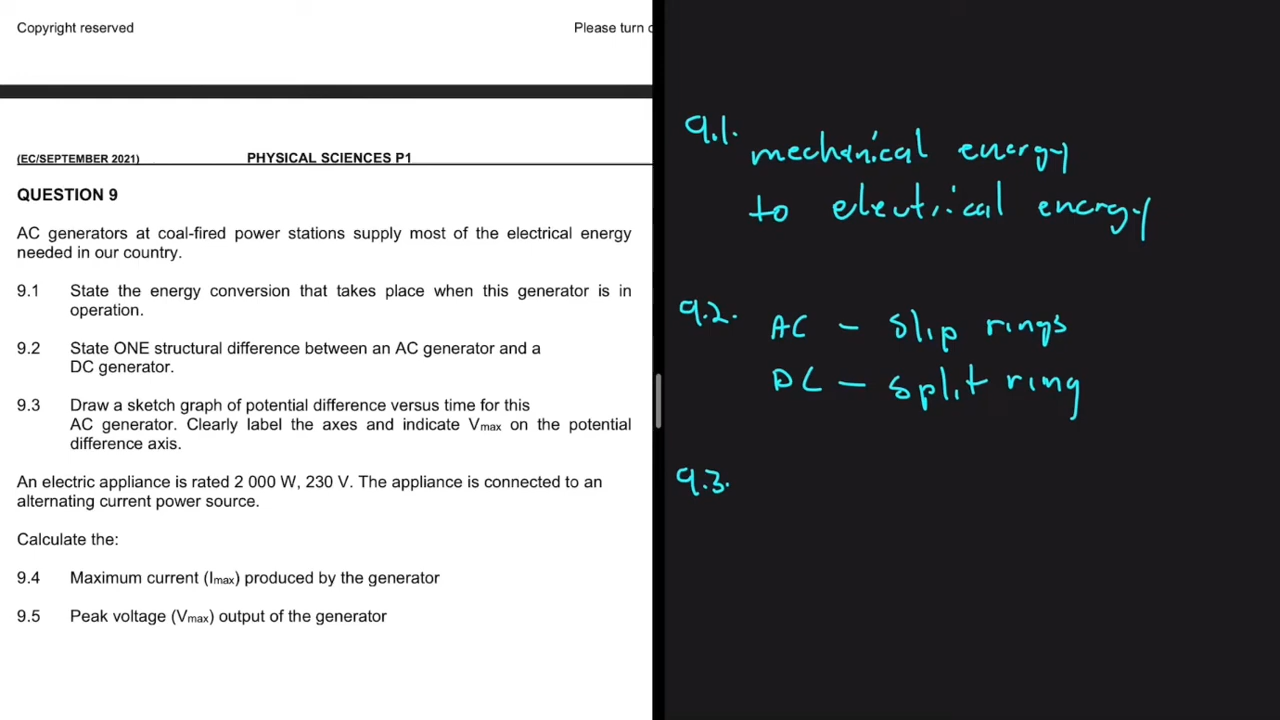 Copyright reserved
Please turn
(EC/SEPTEMBER 2021)
PHYSICAL SCIENCES P1
QUESTION 9
AC generators at coal-fired power stations supply most of the electrical energy
needed in our country.
9.1 State the energy conversion that takes place when this generator is in
operation.
9.2 State ONE structural difference between an AC generator and a
DC generator.
9.3 Draw a sketch graph of potential difference versus time for this
AC generator. Clearly label the axes and indicate Vmax on the potential
difference axis.
An electric appliance is rated 2 000 W, 230 V. The appliance is connected to an
alternating current power source.
Calculate the:
9.4 Maximum current (Imax) produced by the generator
9.5 Peak voltage (Vmax) output of the generator
9.1. mechanical energy
to electrical energy
9.2. AC – slip rings
DC – split ring
9.3.